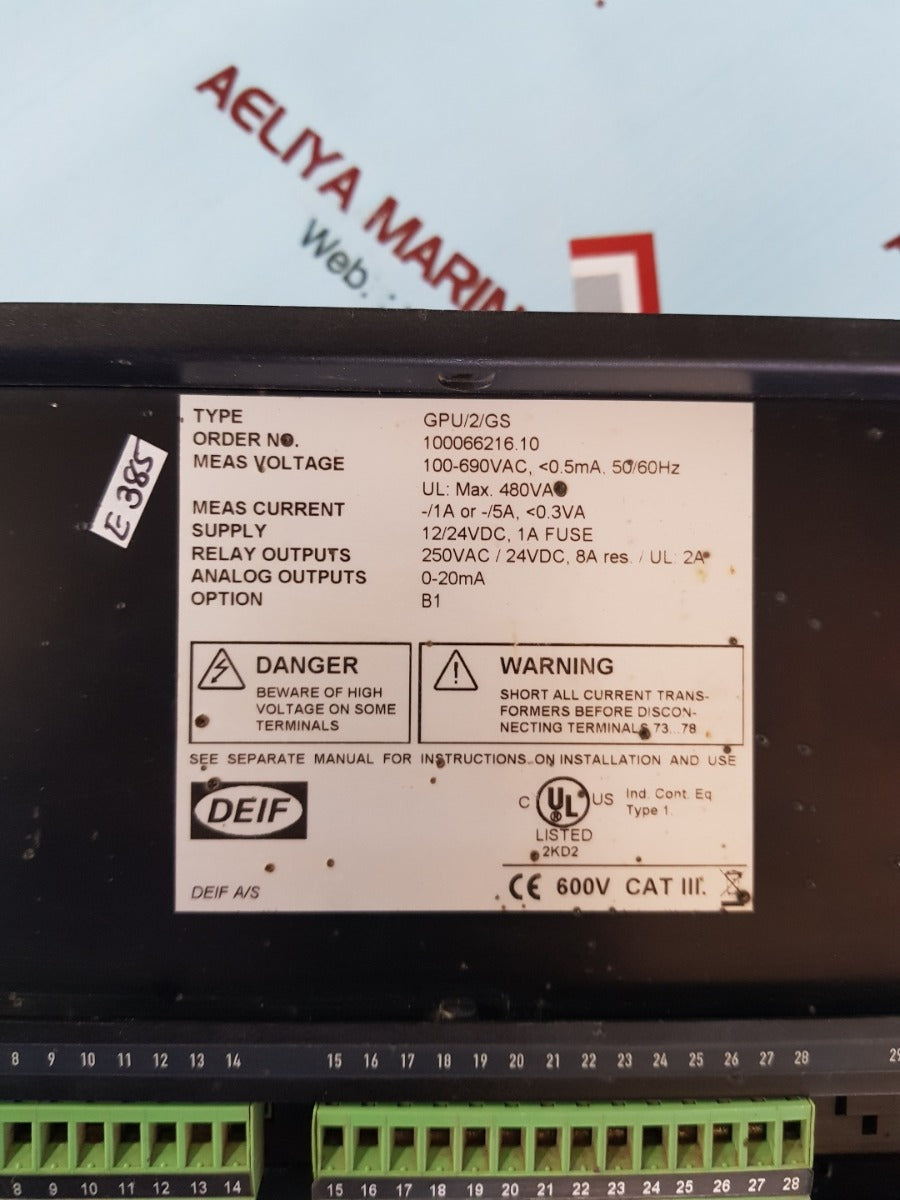 AELIYA MARIN
Web.
E385
TYPE GPU/2/GS
ORDER NO. 100066216.10
MEAS VOLTAGE 100-690VAC, <0.5mA, 50/60Hz
UL: Max. 480VAC
MEAS CURRENT -/1A or -/5A, <0.3VA
SUPPLY 12/24VDC, 1A FUSE
RELAY OUTPUTS 250VAC / 24VDC, 8A res. / UL: 2A
ANALOG OUTPUTS 0-20mA
OPTION B1
DANGER
BEWARE OF HIGH
VOLTAGE ON SOME
TERMINALS
WARNING
SHORT ALL CURRENT TRANS-
FORMERS BEFORE DISCON-
NECTING TERMINALS 73...78
SEE SEPARATE MANUAL FOR INSTRUCTIONS ON INSTALLATION AND USE
DEIF
C UL US ®
LISTED
2KD2
Ind. Cont. Eq
Type 1.
DEIF A/S
CE 600V CAT III.
8 9 10 11 12 13 14 15 16 17 18 19 20 21 22 23 24 25 26 27 28 29
8 9 10 11 12 13 14 15 16 17 18 19 20 21 22 23 24 25 26 27 28